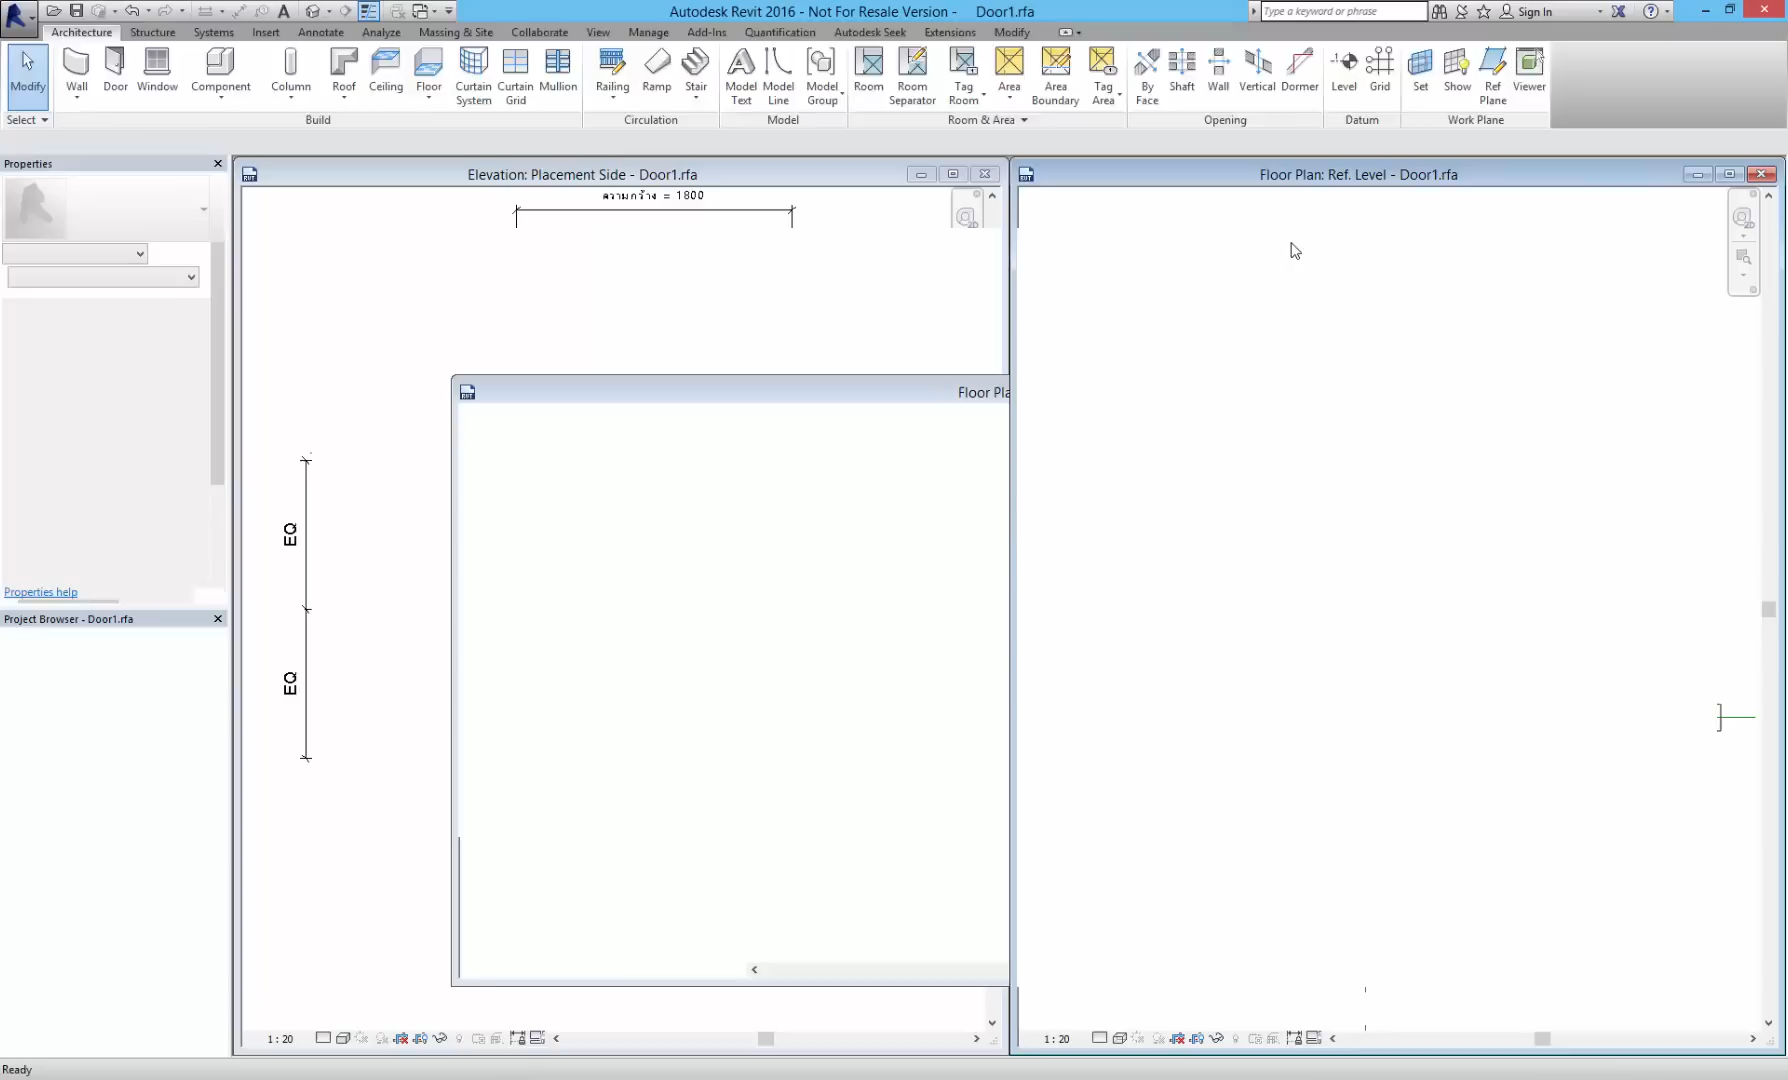 Autodesk Revit 2016 - Not For Resale Version - Door1.rfa
Type a keyword or phrase
Sign In
Architecture Structure Systems Insert Annotate Analyze Massing & Site Collaborate View Manage Add-Ins Quantification Autodesk Seek Extensions Modify
Modify Wall Door Window Component Column Roof Ceiling Floor Curtain System Curtain Grid Mullion Railing Ramp Stair Model Text Model Line Model Group Room Room Separator Tag Room Area Area Boundary Tag Area By Face Shaft Wall Vertical Dormer Level Grid Set Show Ref Plane Viewer
Select Build Circulation Model Room & Area Opening Datum Work Plane
Properties
Properties help
Project Browser - Door1.rfa
Elevation: Placement Side - Door1.rfa
ความกว้าง = 1800
2D
EQ
EQ
Floor Pla
1 : 20
Floor Plan: Ref. Level - Door1.rfa
2D
1 : 20
Ready